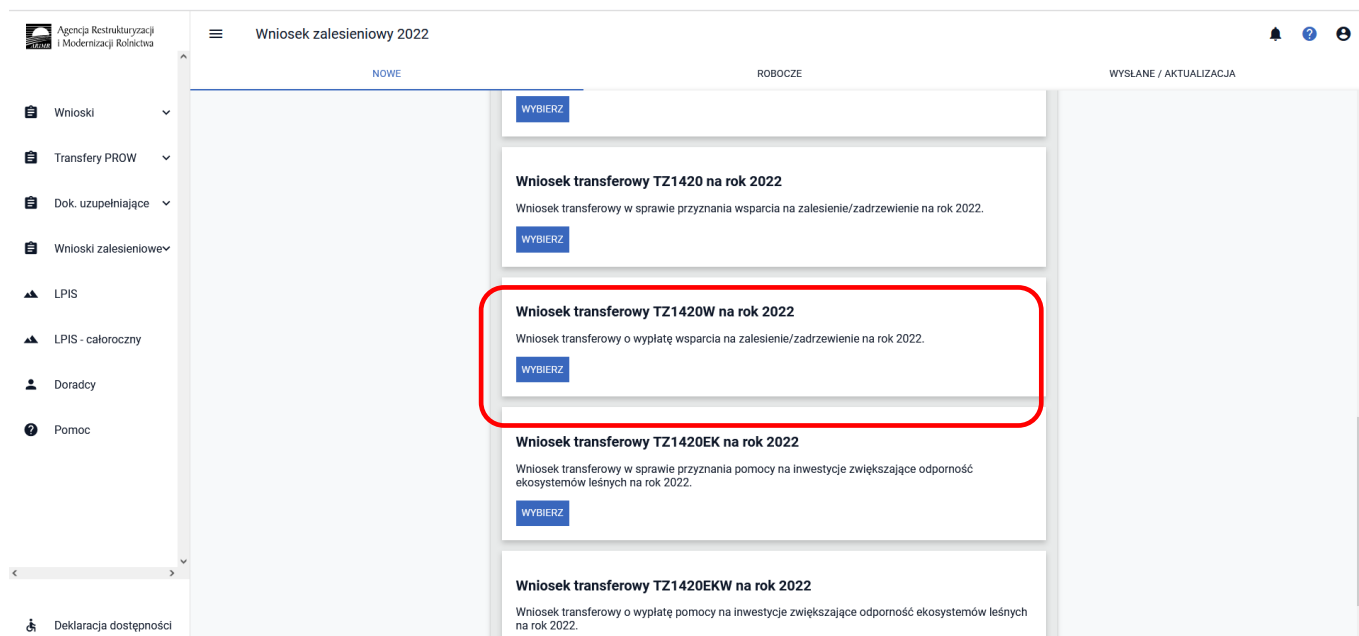 Agencja Restrukturyzacji
i Modernizacji Rolnictwa
ARiMR
Wniosek zalesieniowy 2022
NOWE
ROBOCZE
WYSŁANE / AKTUALIZACJA
Wnioski
Transfery PROW
Dok. uzupełniające
Wnioski zalesieniowe
LPIS
LPIS - całoroczny
Doradcy
Pomoc
Deklaracja dostępności
WYBIERZ
Wniosek transferowy TZ1420 na rok 2022
Wniosek transferowy w sprawie przyznania wsparcia na zalesienie/zadrzewienie na rok 2022.
WYBIERZ
Wniosek transferowy TZ1420W na rok 2022
Wniosek transferowy o wypłatę wsparcia na zalesienie/zadrzewienie na rok 2022.
WYBIERZ
Wniosek transferowy TZ1420EK na rok 2022
Wniosek transferowy w sprawie przyznania pomocy na inwestycje zwiększające odporność
ekosystemów leśnych na rok 2022.
WYBIERZ
Wniosek transferowy TZ1420EKW na rok 2022
Wniosek transferowy o wypłatę pomocy na inwestycje zwiększające odporność ekosystemów leśnych
na rok 2022.